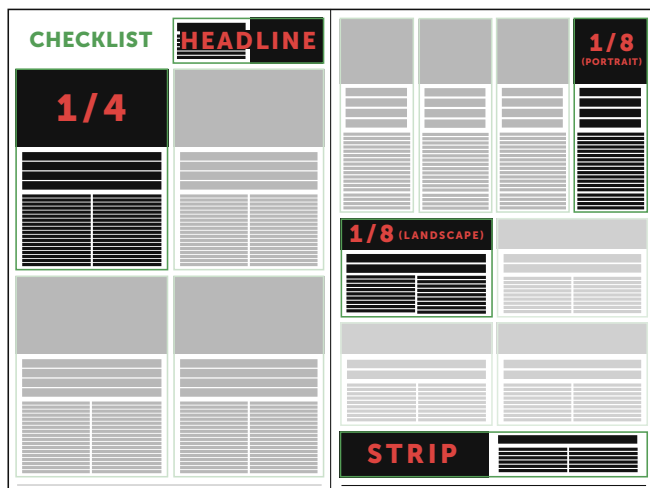 CHECKLIST
HEADLINE
1/4
1/8
(PORTRAIT)
1/8 (LANDSCAPE)
STRIP